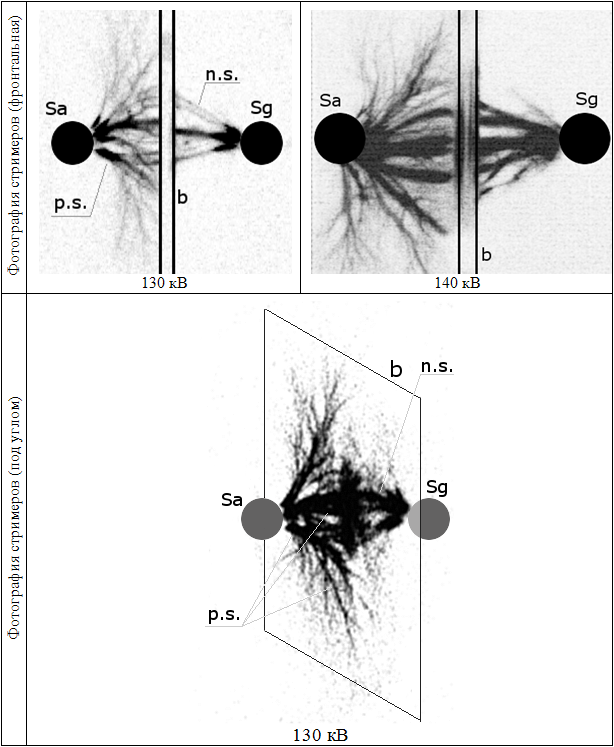 Фотография стримеров (фронтальная)
Sa
n.s.
Sg
p.s.
b
130 кВ
Sa
Sg
b
140 кВ
Фотография стримеров (под углом)
b
n.s.
Sa
Sg
p.s.
130 кВ